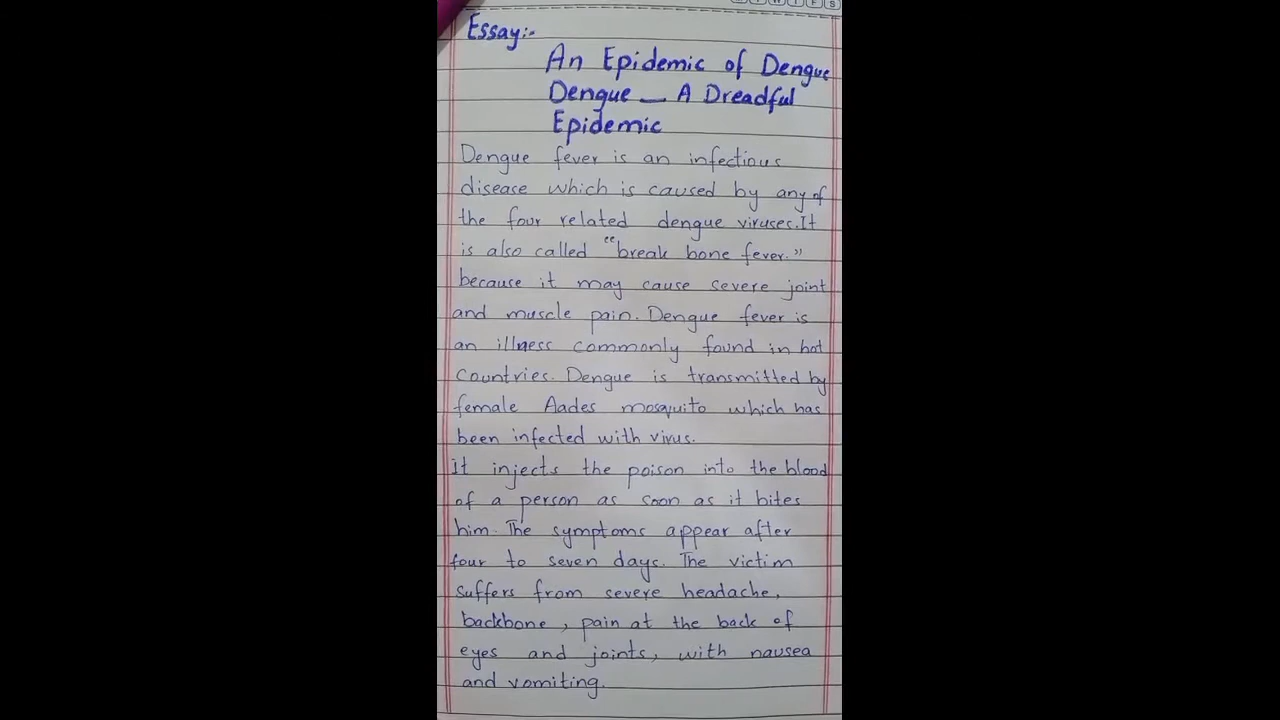 Essay:-
An Epidemic of Dengue
Dengue — A Dreadful
Epidemic
Dengue fever is an infectious
disease which is caused by any of
the four related dengue viruses. It
is also called "break bone fever."
because it may cause severe joint
and muscle pain. Dengue fever is
an illness commonly found in hot
countries. Dengue is transmitted by
female Aades mosquito which has
been infected with virus.
It injects the poison into the blood
of a person as soon as it bites
him. The symptoms appear after
four to seven days. The victim
suffers from severe headache,
backbone, pain at the back of
eyes and joints, with nausea
and vomiting.